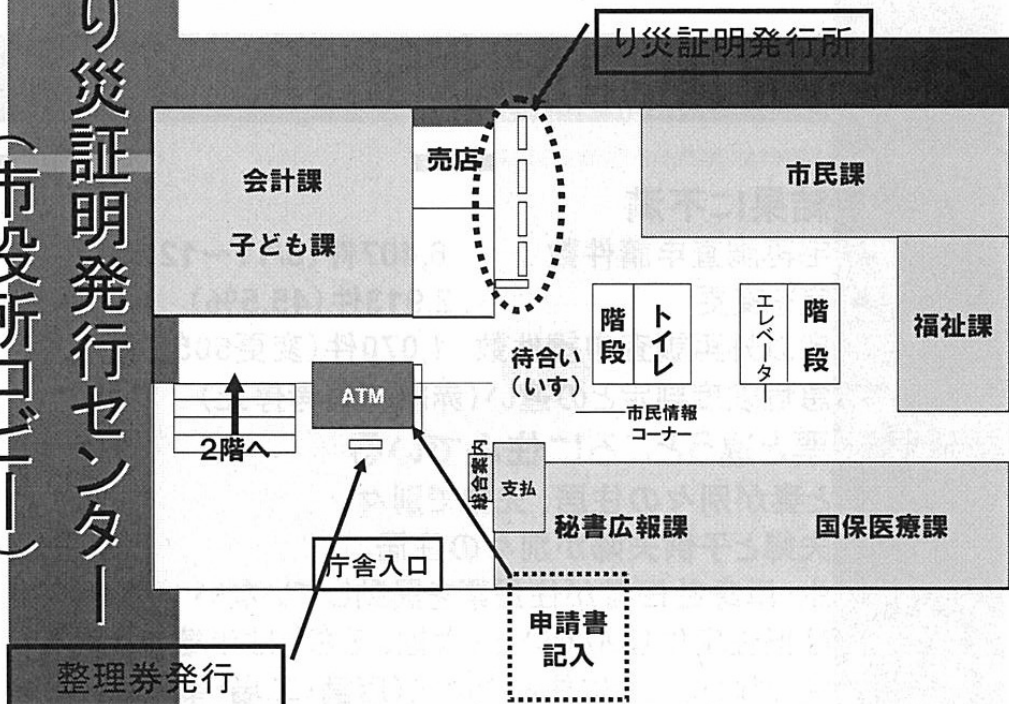 り災証明発行センター
（市役所ロビー）
り災証明発行所
会計課
子ども課
売店
市民課
階段
トイレ
エレベーター
階段
福祉課
待合い
（いす）
市民情報
コーナー
ATM
2階へ
総合案内
支払
秘書広報課
国保医療課
庁舎入口
申請書
記入
整理券発行